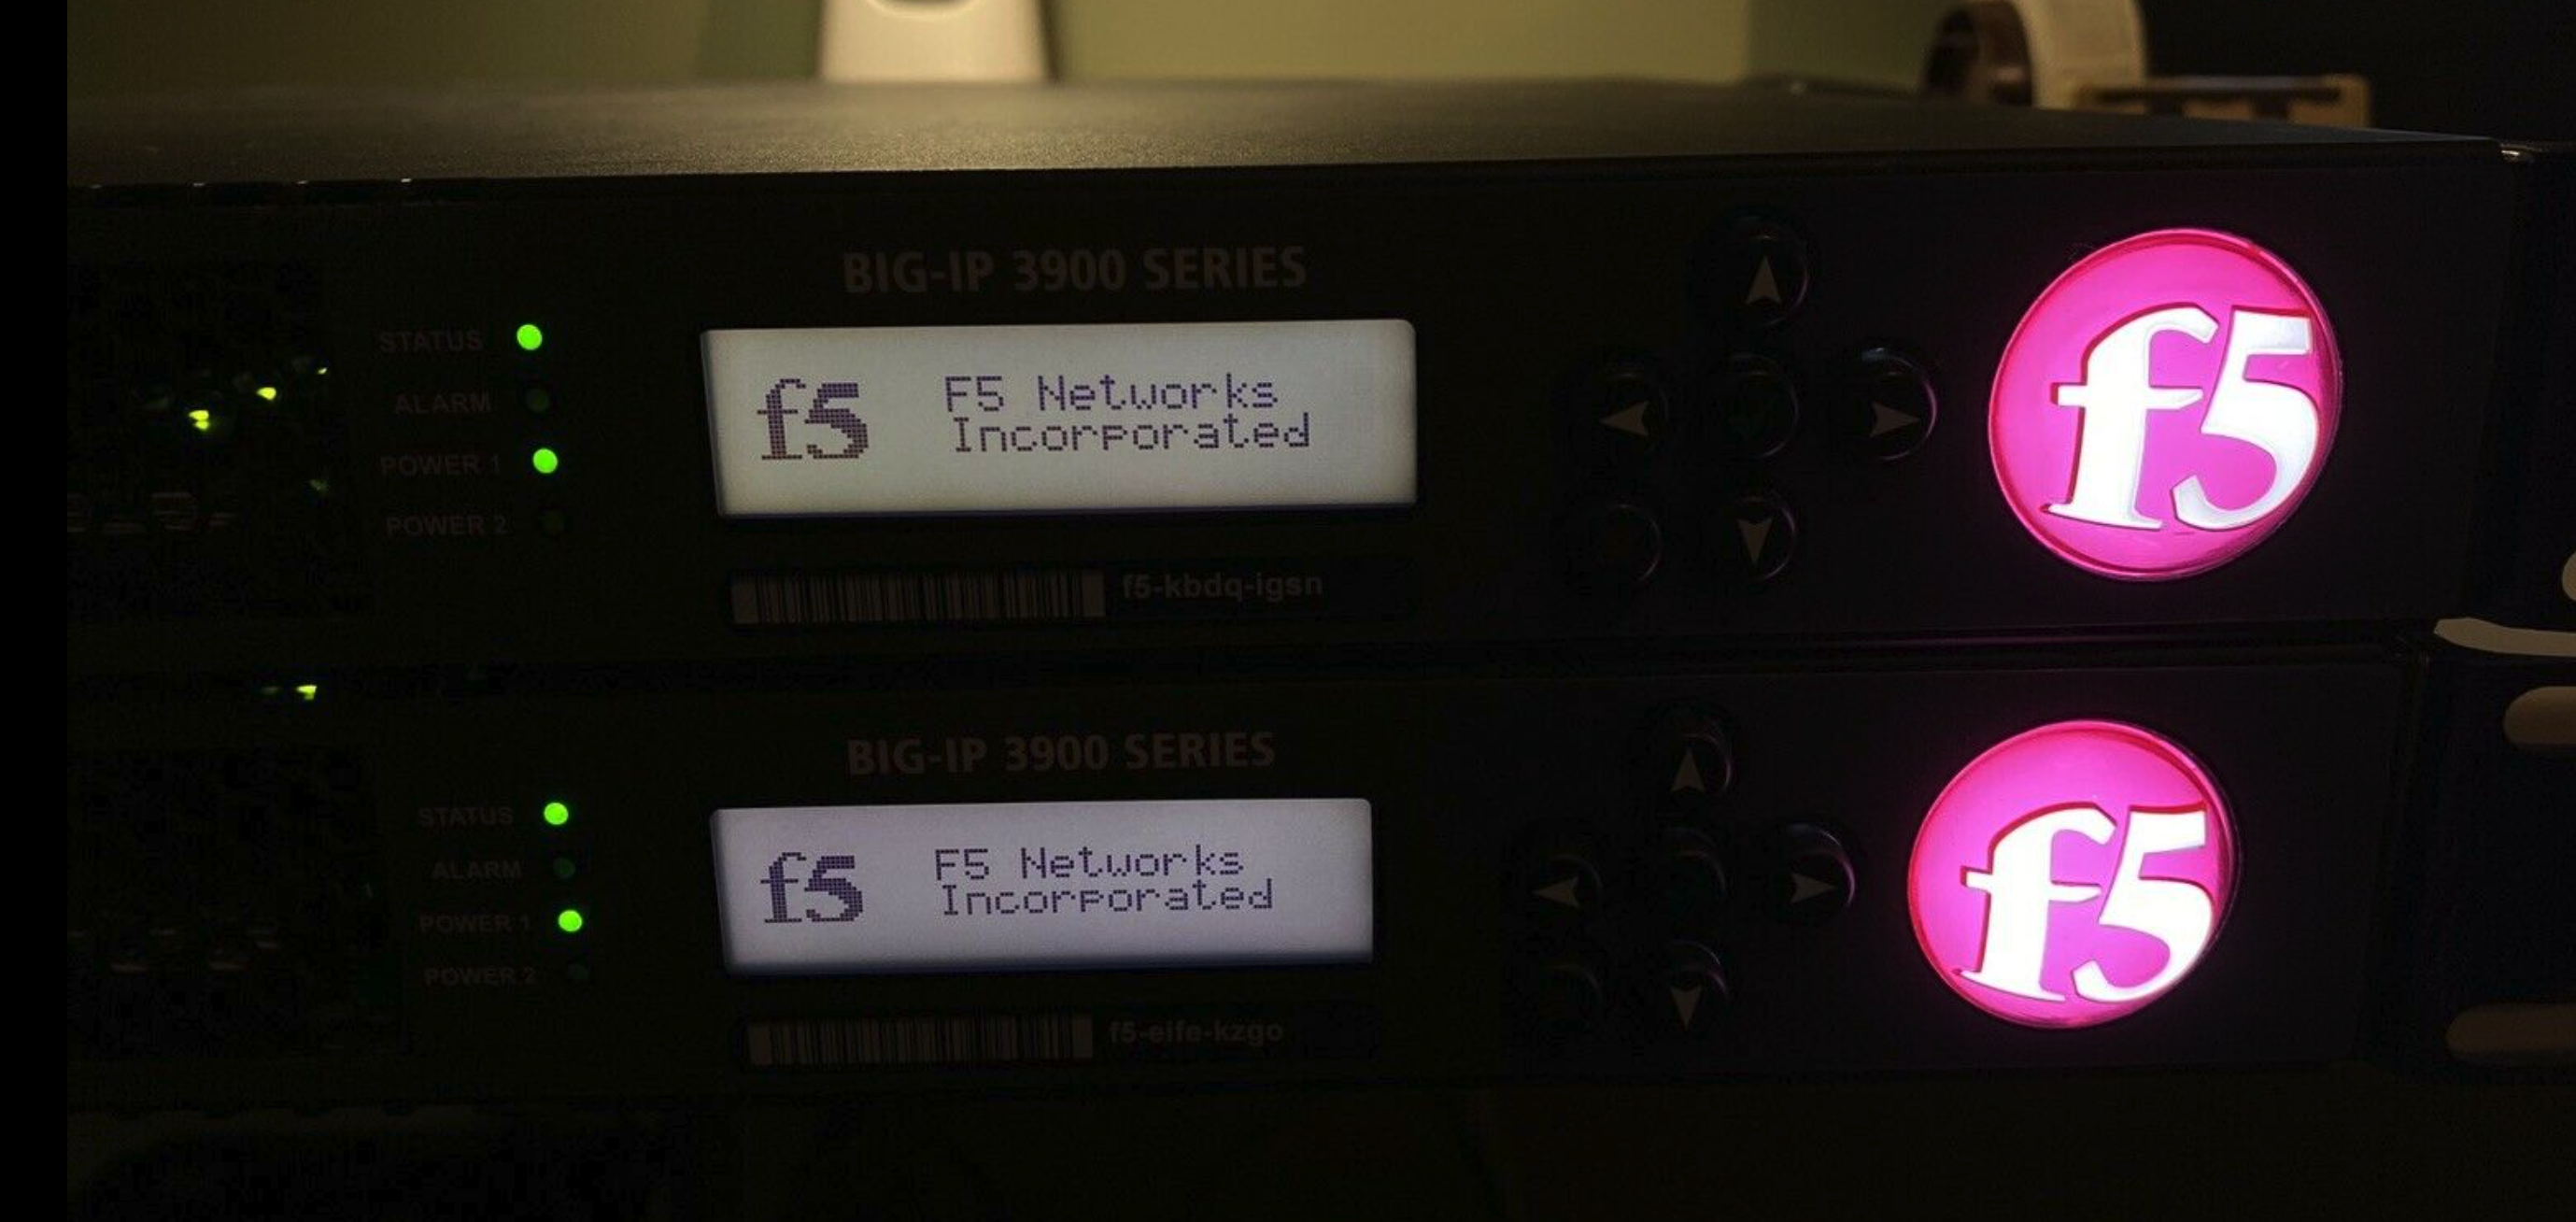 BIG-IP 3900 SERIES
STATUS
ALARM
POWER 1
POWER 2
f5 F5 Networks
Incorporated
f5
f5-kbdq-igsn
BIG-IP 3900 SERIES
STATUS
ALARM
POWER 1
POWER 2
f5 F5 Networks
Incorporated
f5
f5-elfe-kzgo